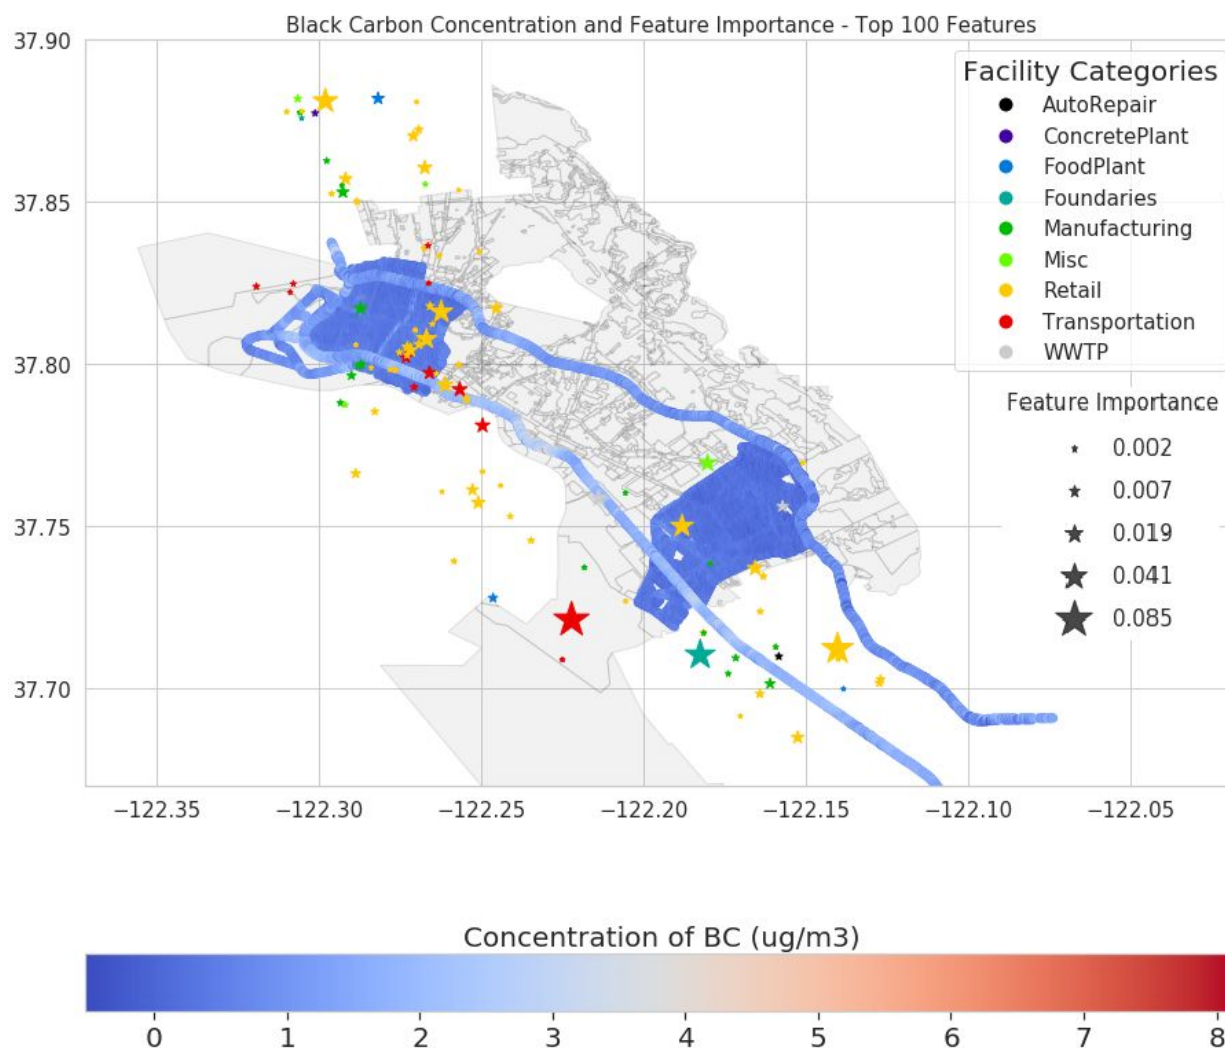 Black Carbon Concentration and Feature Importance - Top 100 Features
37.90
37.85
37.80
37.75
37.70
−122.35 −122.30 −122.25 −122.20 −122.15 −122.10 −122.05
Facility Categories
AutoRepair
ConcretePlant
FoodPlant
Foundaries
Manufacturing
Misc
Retail
Transportation
WWTP
Feature Importance
0.002
0.007
0.019
0.041
0.085
Concentration of BC (ug/m3)
0 1 2 3 4 5 6 7 8